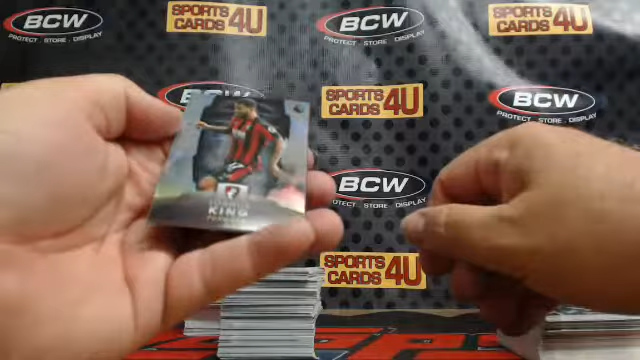 BCW
PROTECT . STORE . DISPLAY
SPORTS
CARDS 4U
BCW
PROTECT . STORE . DISPLAY
SPORTS
CARDS 4U
BCW
SPORTS
CARDS 4U
BCW
PROTECT . STORE . DISPLAY
BCW
PROTECT . STORE . DISPLAY
KING
SPORTS
CARDS 4U